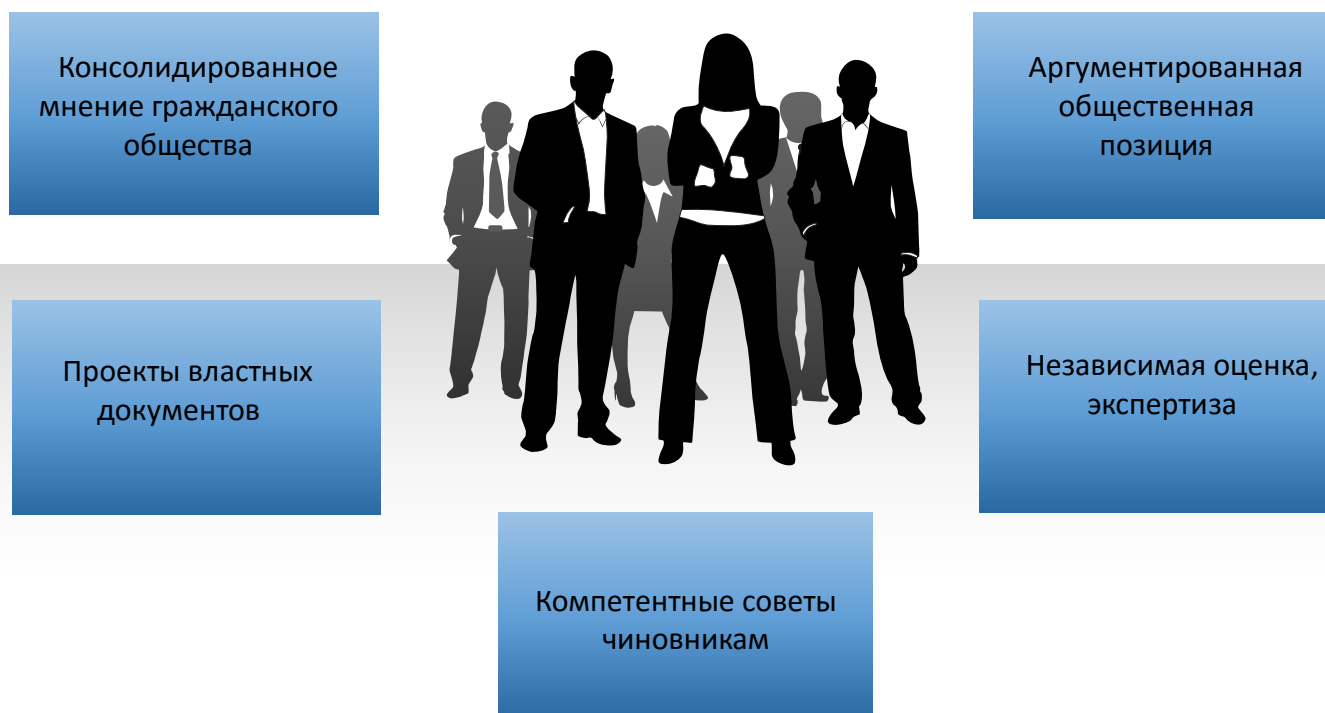 Консолидированное
мнение гражданского
общества
Аргументированная
общественная
позиция
Проекты властных
документов
Независимая оценка,
экспертиза
Компетентные советы
чиновникам